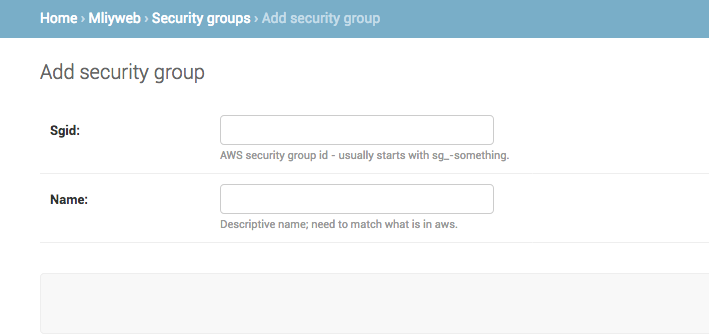 Home › Mliyweb › Security groups › Add security group
Add security group
Sgid:
AWS security group id - usually starts with sg_-something.
Name:
Descriptive name; need to match what is in aws.